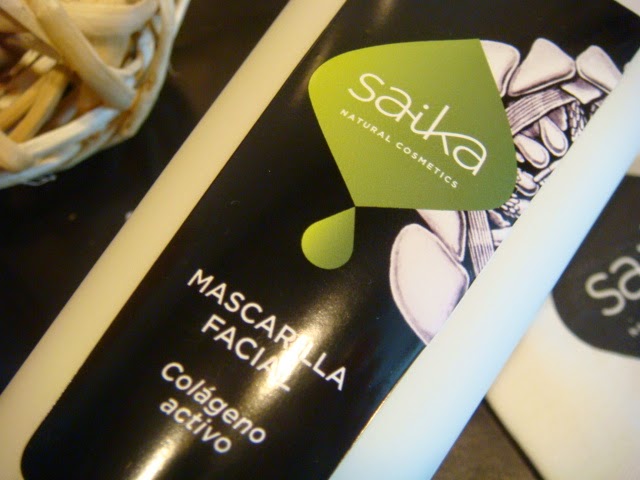 saika
NATURAL COSMETICS
MASCARILLA
FACIAL
Colágeno
activo